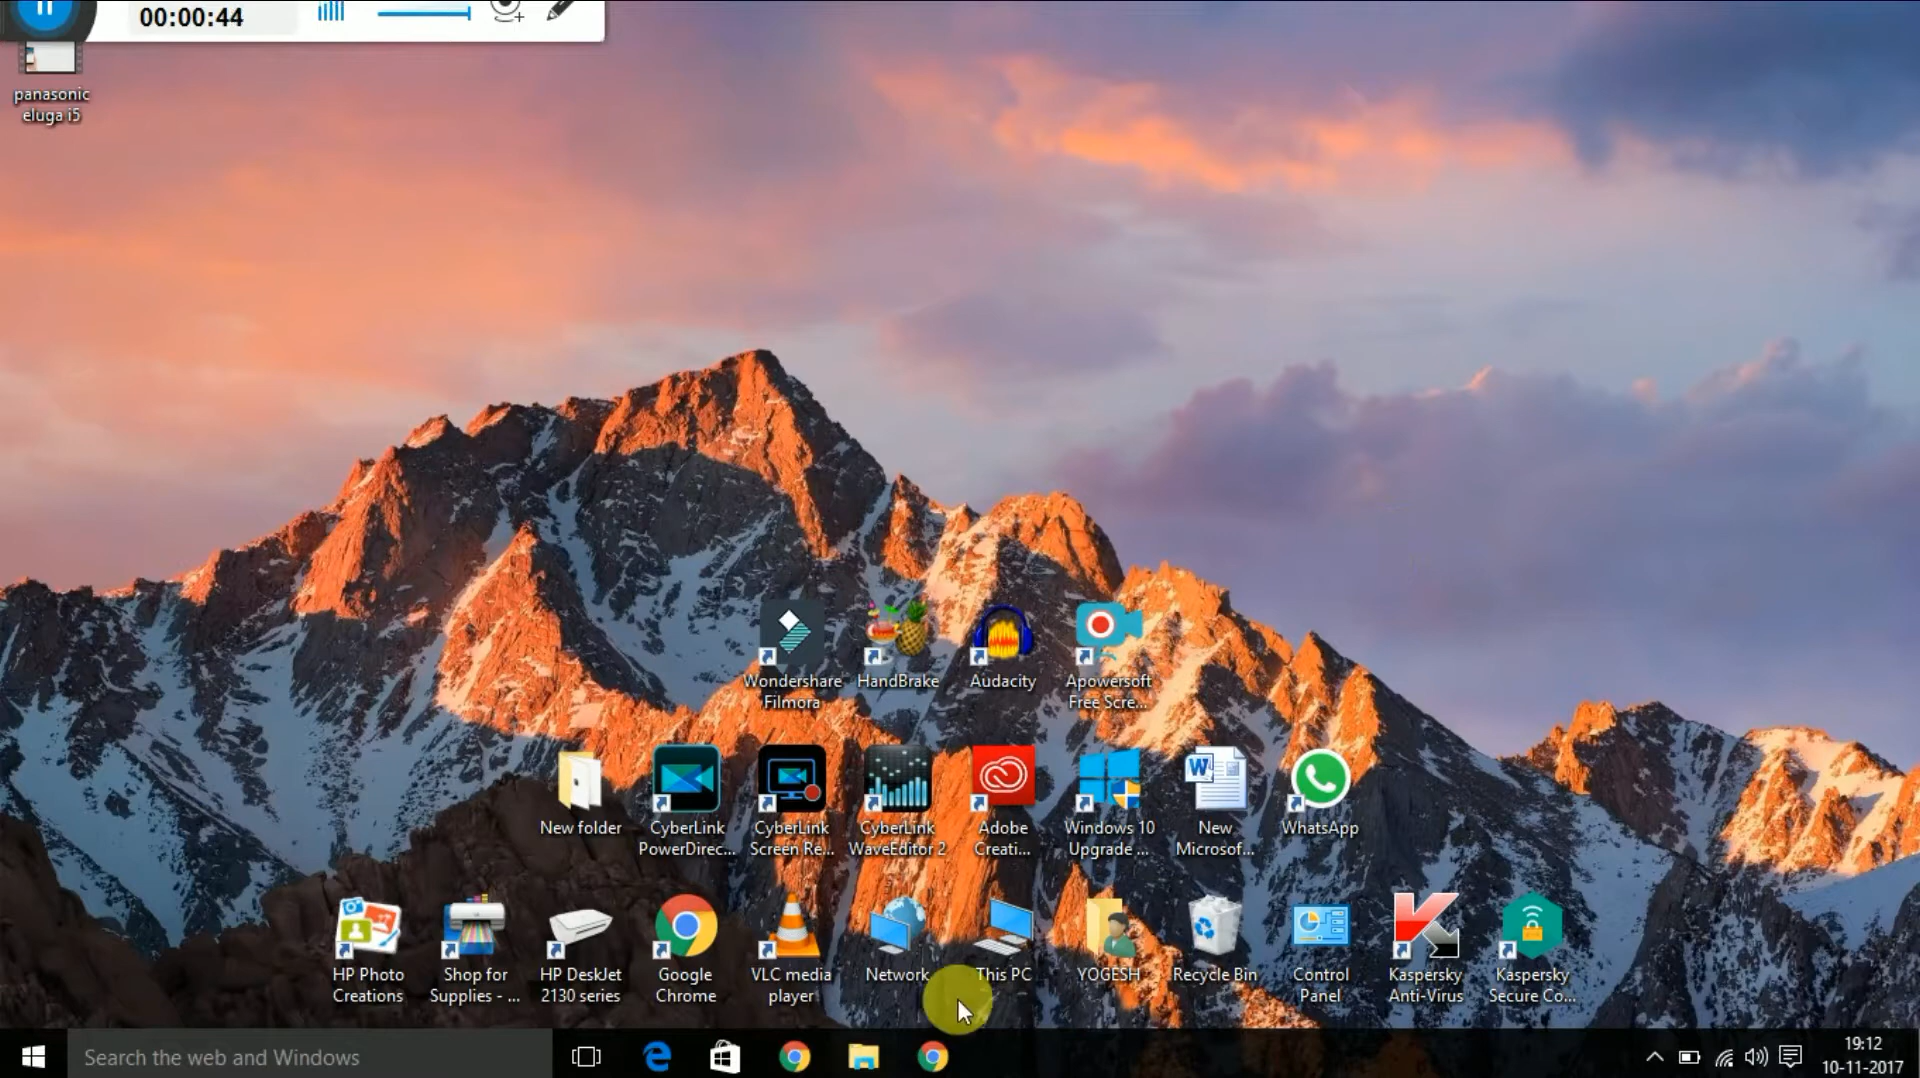 00:00:44
panasonic
eluga i5
Wondershare
Filmora
HandBrake
Audacity
Apowersoft
Free Scre...
New folder
CyberLink
PowerDirec...
CyberLink
Screen Re...
CyberLink
WaveEditor 2
Adobe
Creati...
Windows 10
Upgrade ...
New
Microsof...
WhatsApp
HP Photo
Creations
Shop for
Supplies - ...
HP DeskJet
2130 series
Google
Chrome
VLC media
player
Network
This PC
YOGESH
Recycle Bin
Control
Panel
Kaspersky
Anti-Virus
Kaspersky
Secure Co...
Search the web and Windows
19:12
10-11-2017